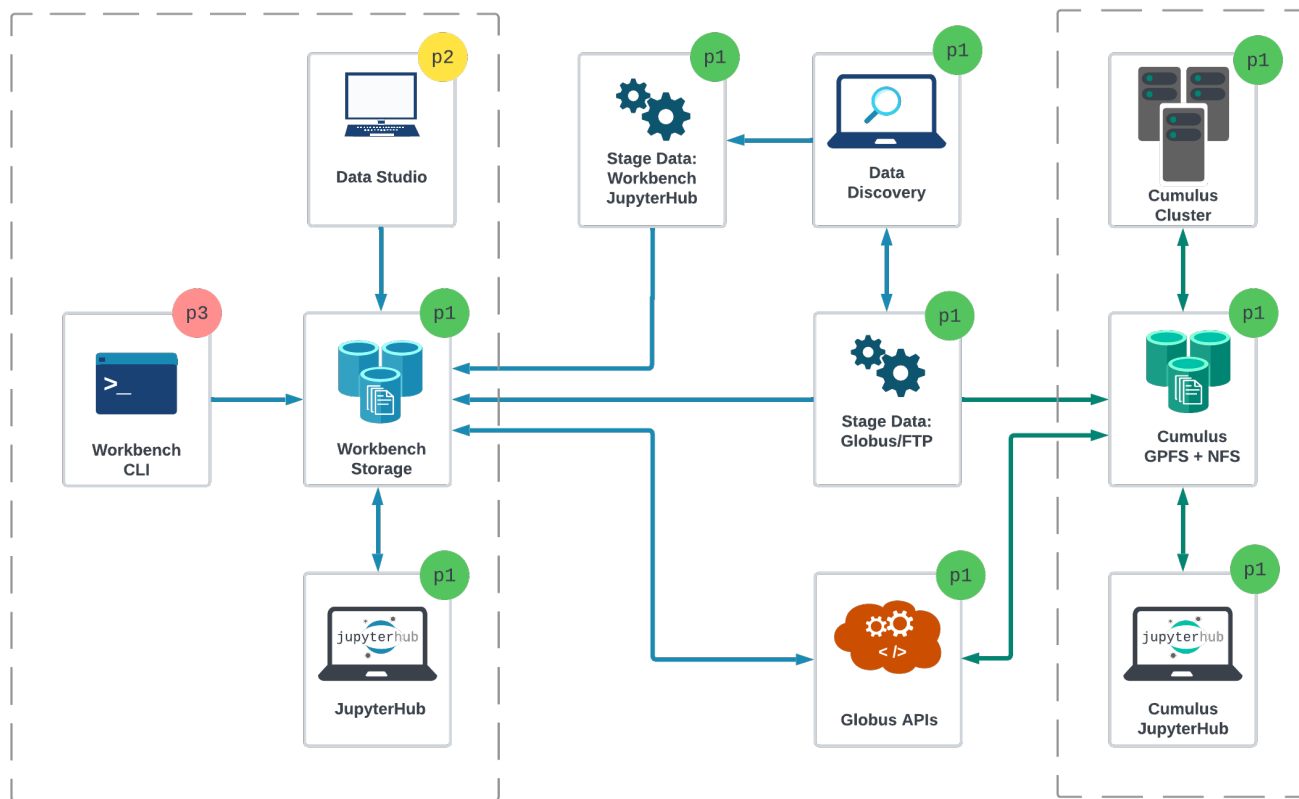 p2
Data Studio
p1
Stage Data:
Workbench
JupyterHub
p1
Data
Discovery
p1
Cumulus
Cluster
p3
>_
Workbench
CLI
p1
Workbench
Storage
p1
Stage Data:
Globus/FTP
p1
Cumulus
GPFS + NFS
p1
jupyterhub
JupyterHub
p1
</>
Globus APIs
p1
jupyterhub
Cumulus
JupyterHub